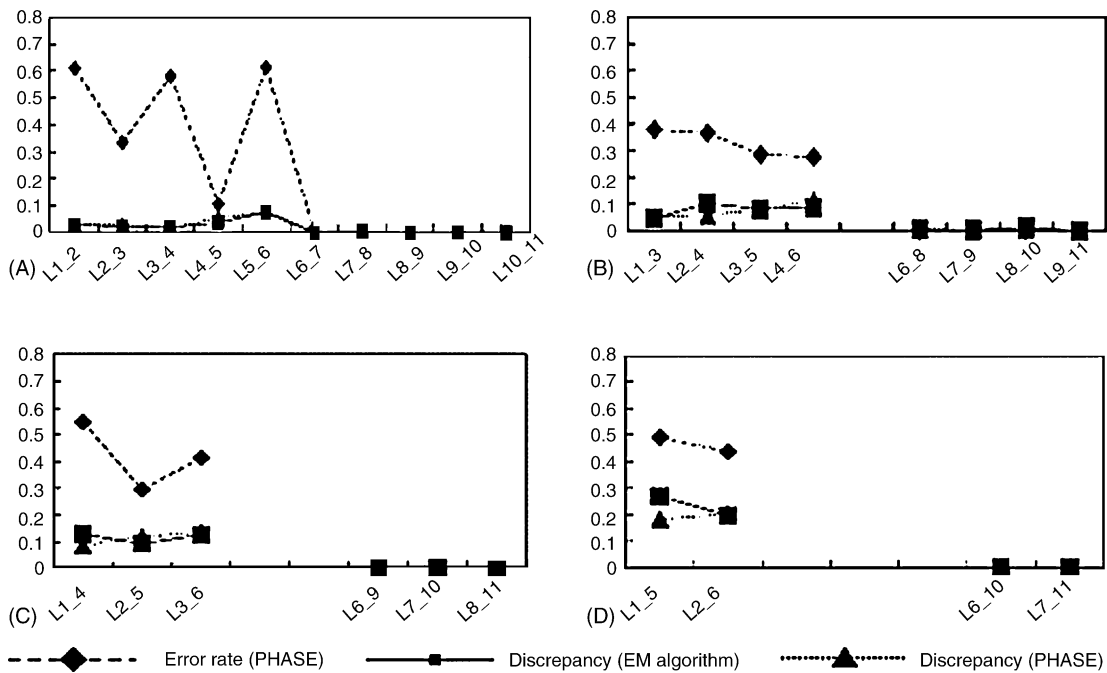 0.8
0.7
0.6
0.5
0.4
0.3
0.2
0.1
0
(A)
L1_2
L2_3
L3_4
L4_5
L5_6
L6_7
L7_8
L8_9
L9_10
L10_11
0.8
0.7
0.6
0.5
0.4
0.3
0.2
0.1
0
(B)
L1_3
L2_4
L3_5
L4_6
L6_8
L7_9
L8_10
L9_11
0.8
0.7
0.6
0.5
0.4
0.3
0.2
0.1
0
(C)
L1_4
L2_5
L3_6
L6_9
L7_10
L8_11
0.8
0.7
0.6
0.5
0.4
0.3
0.2
0.1
0
(D)
L1_5
L2_6
L6_10
L7_11
Error rate (PHASE)
Discrepancy (EM algorithm)
Discrepancy (PHASE)